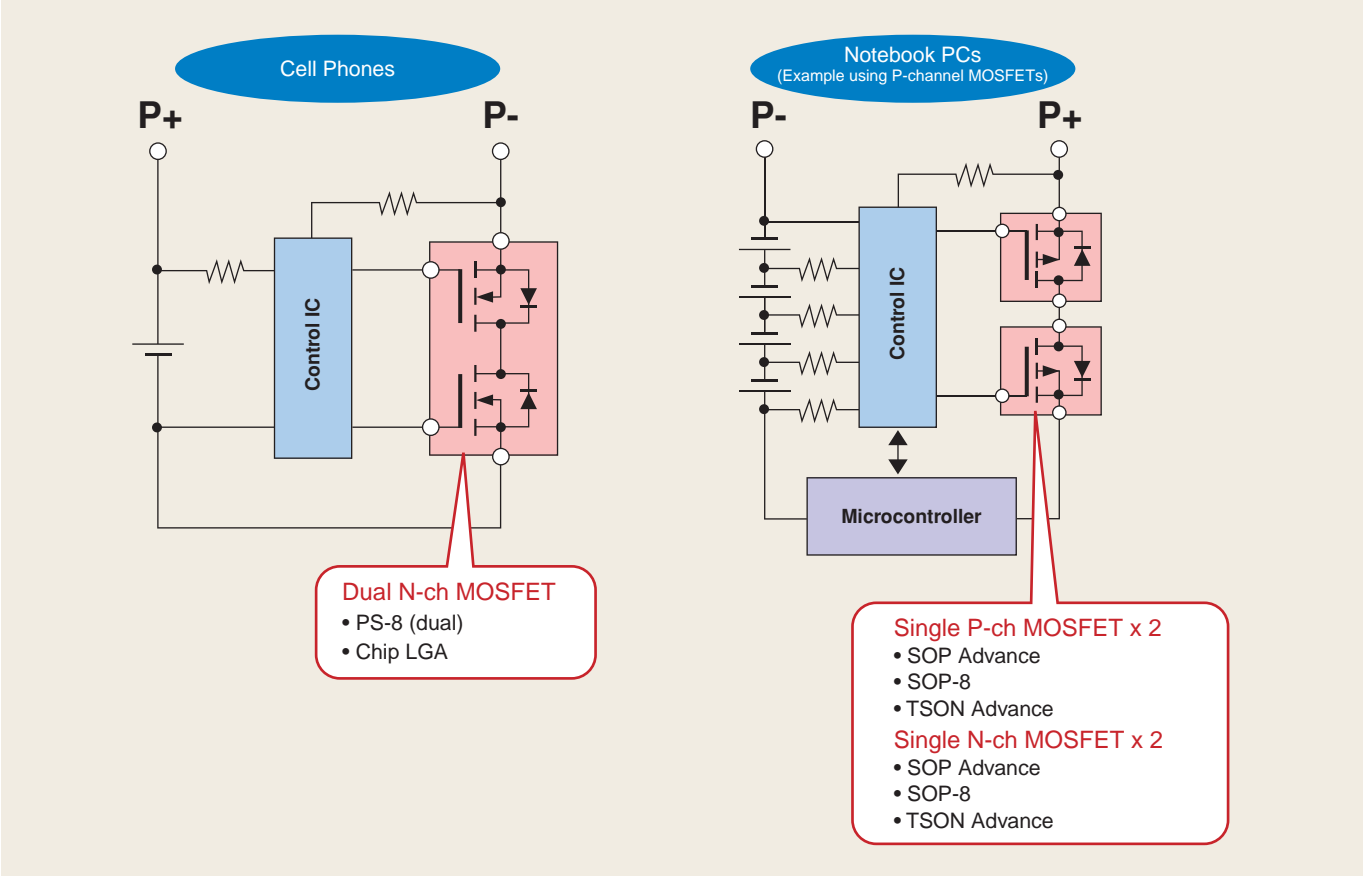 Cell Phones
P+
P-
Control IC
Dual N-ch MOSFET
• PS-8 (dual)
• Chip LGA
Notebook PCs
(Example using P-channel MOSFETs)
P-
P+
Control IC
Microcontroller
Single P-ch MOSFET x 2
• SOP Advance
• SOP-8
• TSON Advance
Single N-ch MOSFET x 2
• SOP Advance
• SOP-8
• TSON Advance